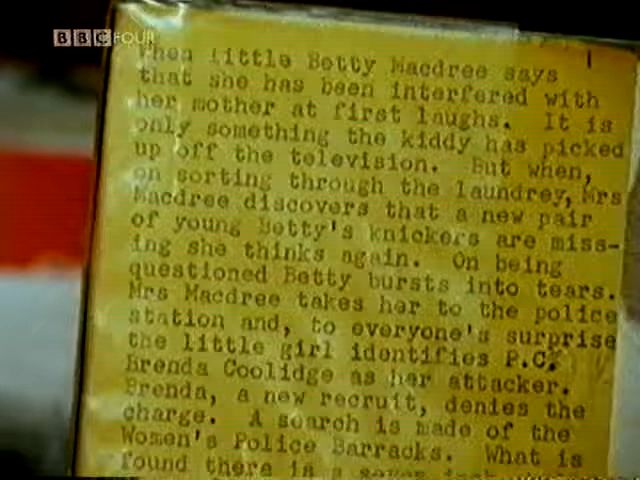 BBC FOUR
When little Betty Macdree says
that she has been interfered with
her mother at first laughs. It is
only something the kiddy has picked
up off the television. But when,
on sorting through the laundrey, Mrs
Macdree discovers that a new pair
of young Betty's knickers are miss-
ing she thinks again. On being
questioned Betty bursts into tears.
Mrs Macdree takes her to the police
station and, to everyone's surprise
the little girl identifies P.C.
Brenda Coolidge as her attacker.
Brenda, a new recruit, denies the
charge. A search is made of the
Women's Police Barracks. What is
found there is a